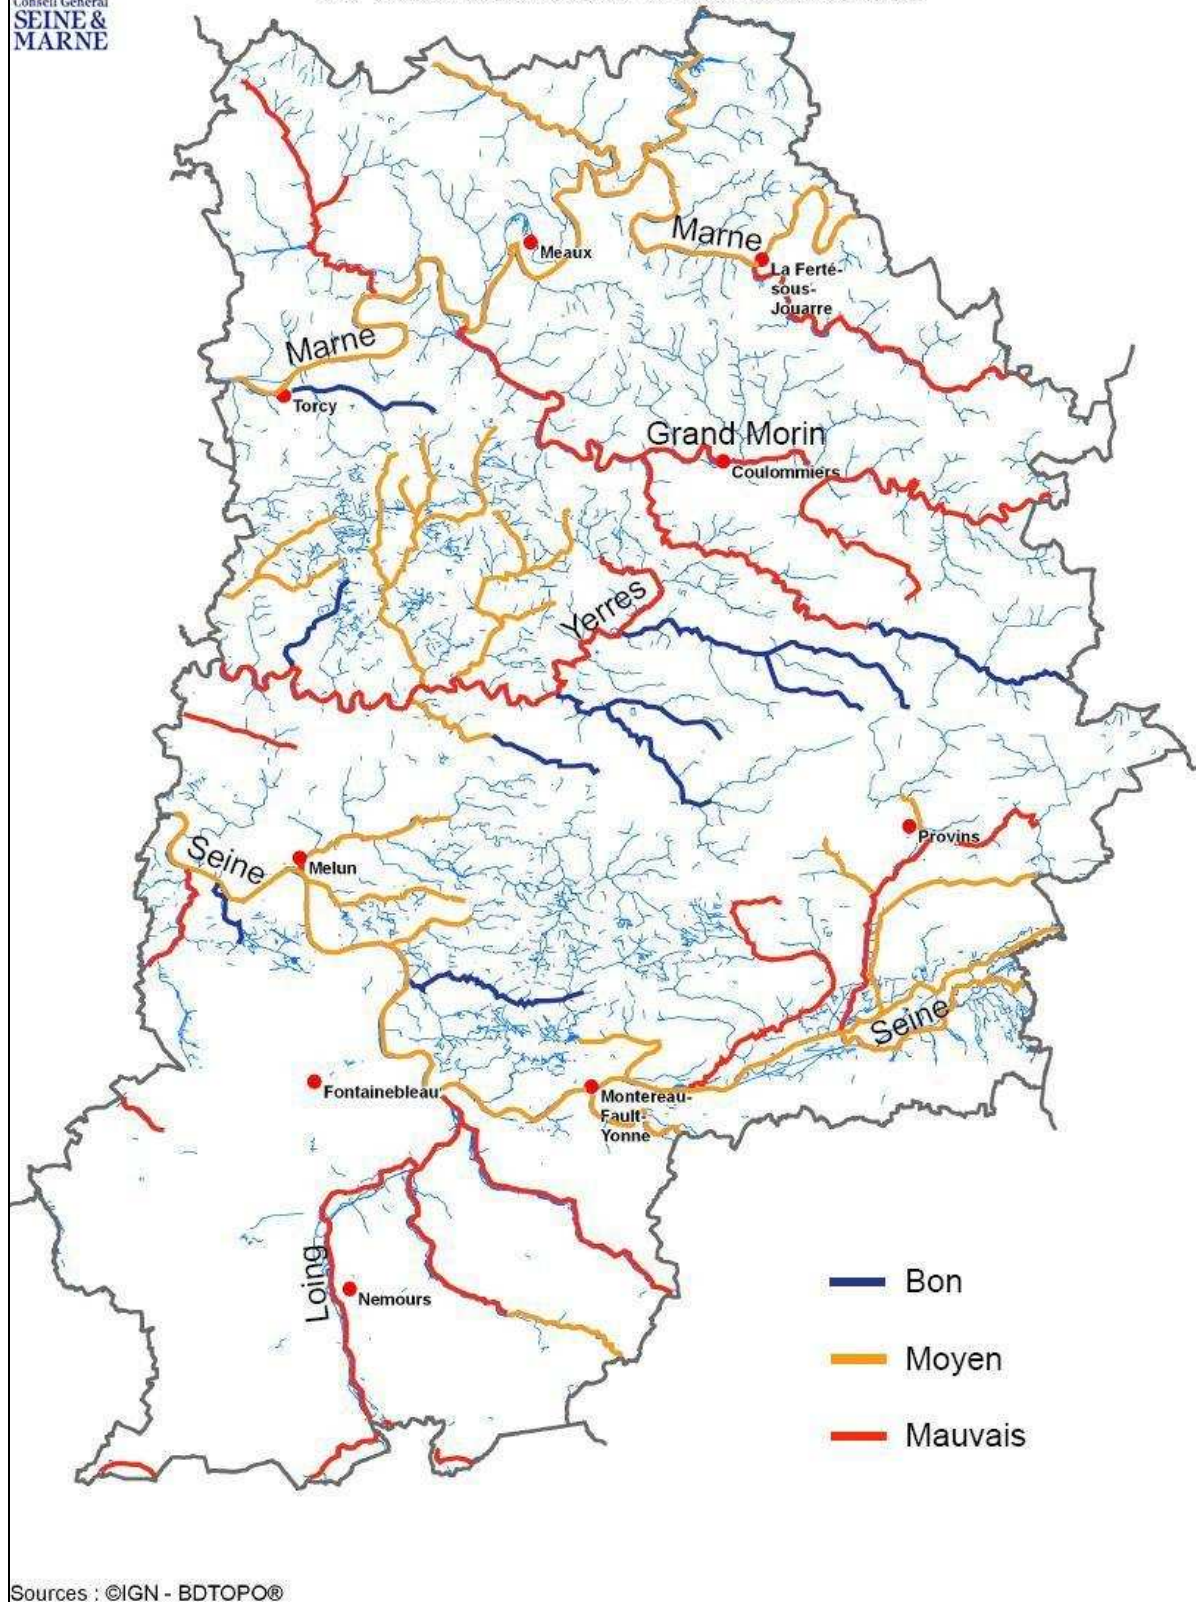 Conseil Général
SEINE &
MARNE
Meaux
Marne
La Ferté-
sous-
Jouarre
Marne
Torcy
Grand Morin
Coulommiers
Yerres
Provins
Seine
Melun
Seine
Fontainebleau
Montereau-
Fault-
Yonne
Loing
Nemours
Bon
Moyen
Mauvais
Sources : ©IGN - BDTOPO®